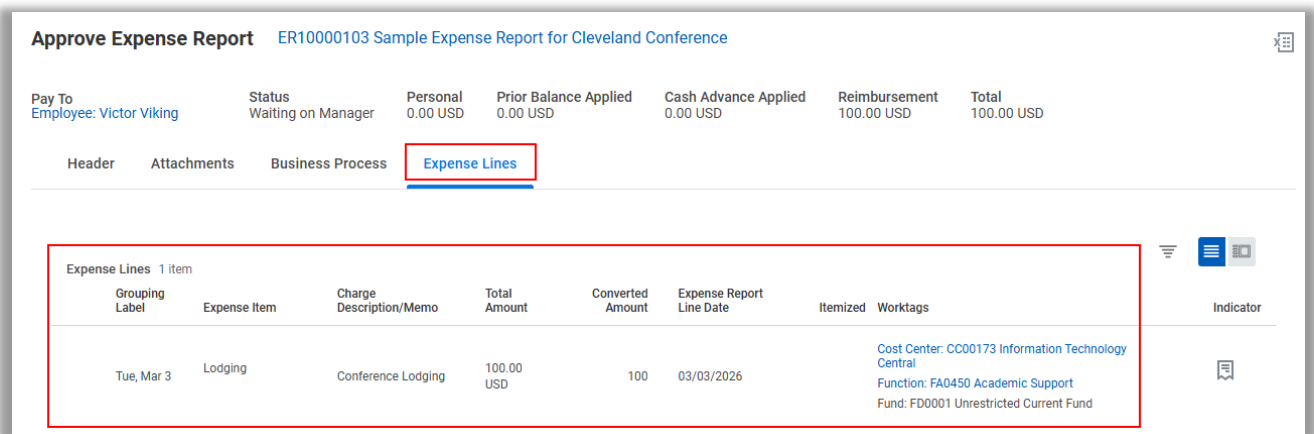 Approve Expense Report ER10000103 Sample Expense Report for Cleveland Conference
Pay To Status Personal Prior Balance Applied Cash Advance Applied Reimbursement Total
Employee: Victor Viking Waiting on Manager 0.00 USD 0.00 USD 0.00 USD 100.00 USD 100.00 USD
Header Attachments Business Process Expense Lines
Expense Lines 1 item
Grouping Label Expense Item Charge Description/Memo Total Amount Converted Amount Expense Report Line Date Itemized Worktags Indicator
Tue, Mar 3 Lodging Conference Lodging 100.00 USD 100 03/03/2026 Cost Center: CC00173 Information Technology Central
Function: FA0450 Academic Support
Fund: FD0001 Unrestricted Current Fund